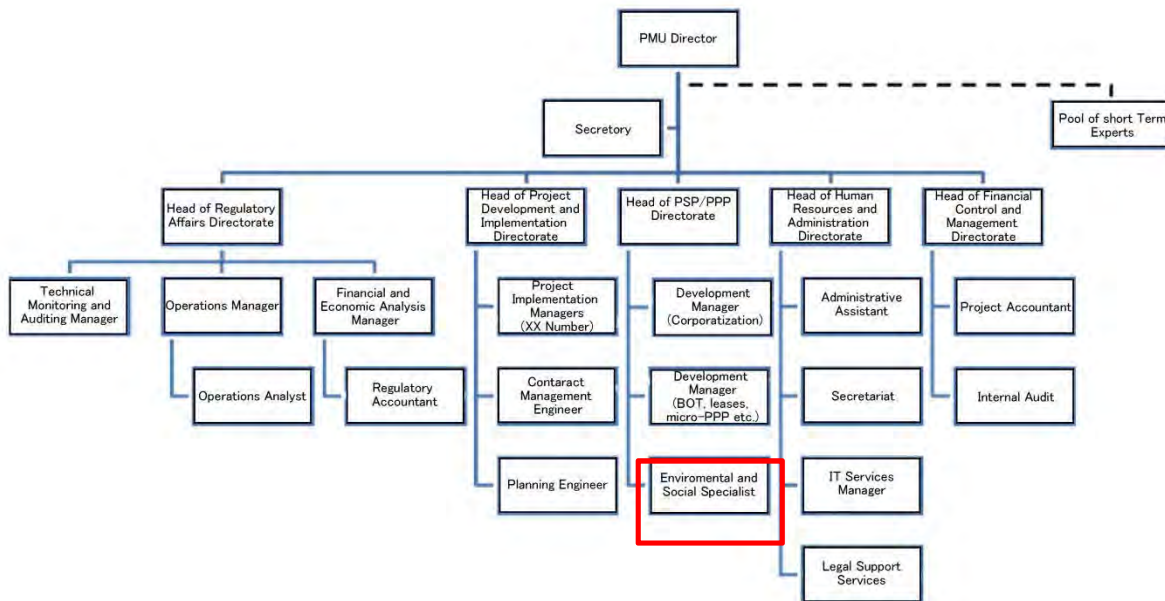 PMU Director
Secretory
Pool of short Term
Experts
Head of Regulatory
Affairs Directorate
Head of Project
Development and
Implementation
Directorate
Head of PSP/PPP
Directorate
Head of Human
Resources and
Administration
Directorate
Head of Financial
Control and
Management
Directorate
Technical
Monitoring and
Auditing Manager
Operations Manager
Financial and
Economic Analysis
Manager
Project
Implementation
Managers
(XX Number)
Development
Manager
(Corporatization)
Administrative
Assistant
Project Accountant
Operations Analyst
Regulatory
Accountant
Contaract
Management
Engineer
Development
Manager
(BOT, leases,
micro-PPP etc.)
Secretariat
Internal Audit
Planning Engineer
Enviromental and
Social Specialist
IT Services
Manager
Legal Support
Services